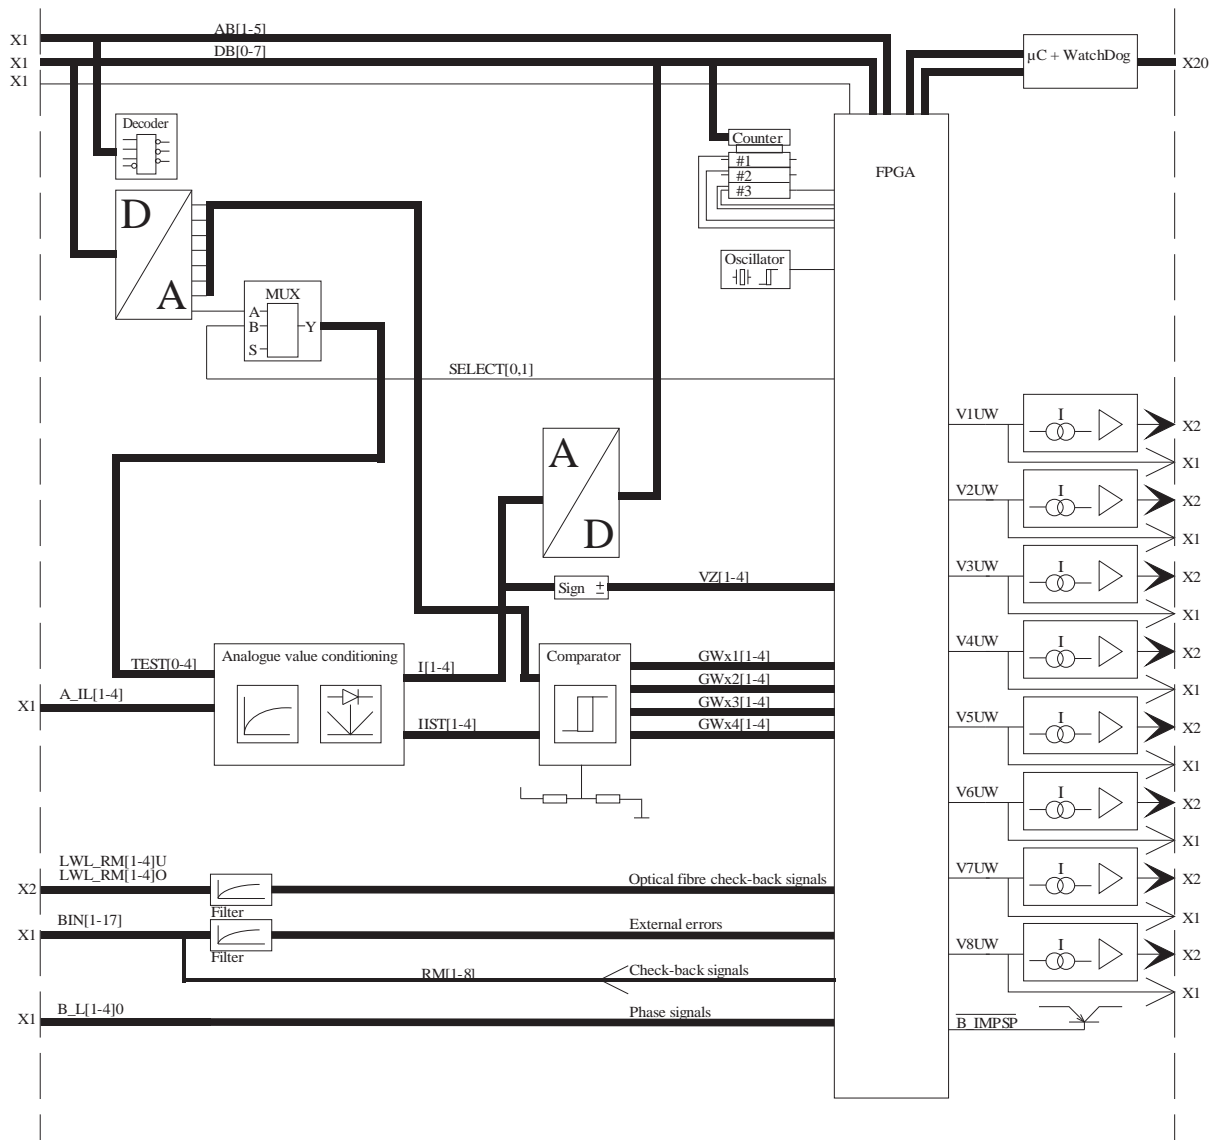 AB[1-5]
X1
DB[0-7]
X1
X1
µC + WatchDog
X20
Decoder
Counter
#1
#2
#3
FPGA
D
A
Oscillator
MUX
A
B
Y
S
SELECT[0,1]
V1UW
I
X2
X1
A
D
V2UW
I
X2
X1
V3UW
I
X2
X1
Sign ±
VZ[1-4]
V4UW
I
X2
X1
TEST[0-4]
Analogue value conditioning
I[1-4]
Comparator
GWx1[1-4]
GWx2[1-4]
GWx3[1-4]
GWx4[1-4]
A_IL[1-4]
X1
IIST[1-4]
V5UW
I
X2
X1
V6UW
I
X2
X1
LWL_RM[1-4]U
LWL_RM[1-4]O
X2
Filter
Optical fibre check-back signals
V7UW
I
X2
X1
BIN[1-17]
X1
Filter
External errors
V8UW
I
X2
X1
RM[1-8]
Check-back signals
B_L[1-4]0
X1
Phase signals
B_IMPSP